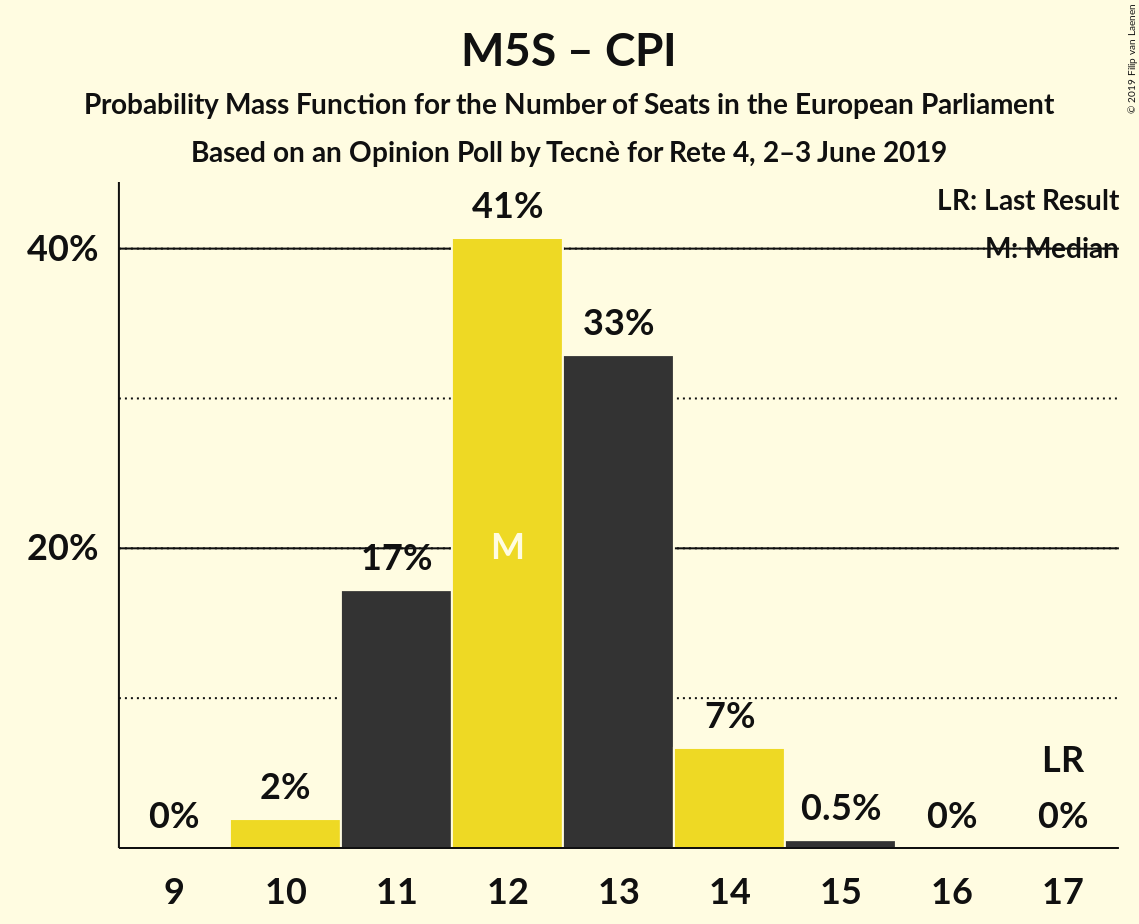 M5S – CPI
Probability Mass Function for the Number of Seats in the European Parliament
Based on an Opinion Poll by Tecnè for Rete 4, 2–3 June 2019
© 2019 Filip van Laenen
LR: Last Result
M: Median
40%
20%
0%
2%
17%
41%
M
33%
7%
0.5%
0%
LR
0%
9 10 11 12 13 14 15 16 17